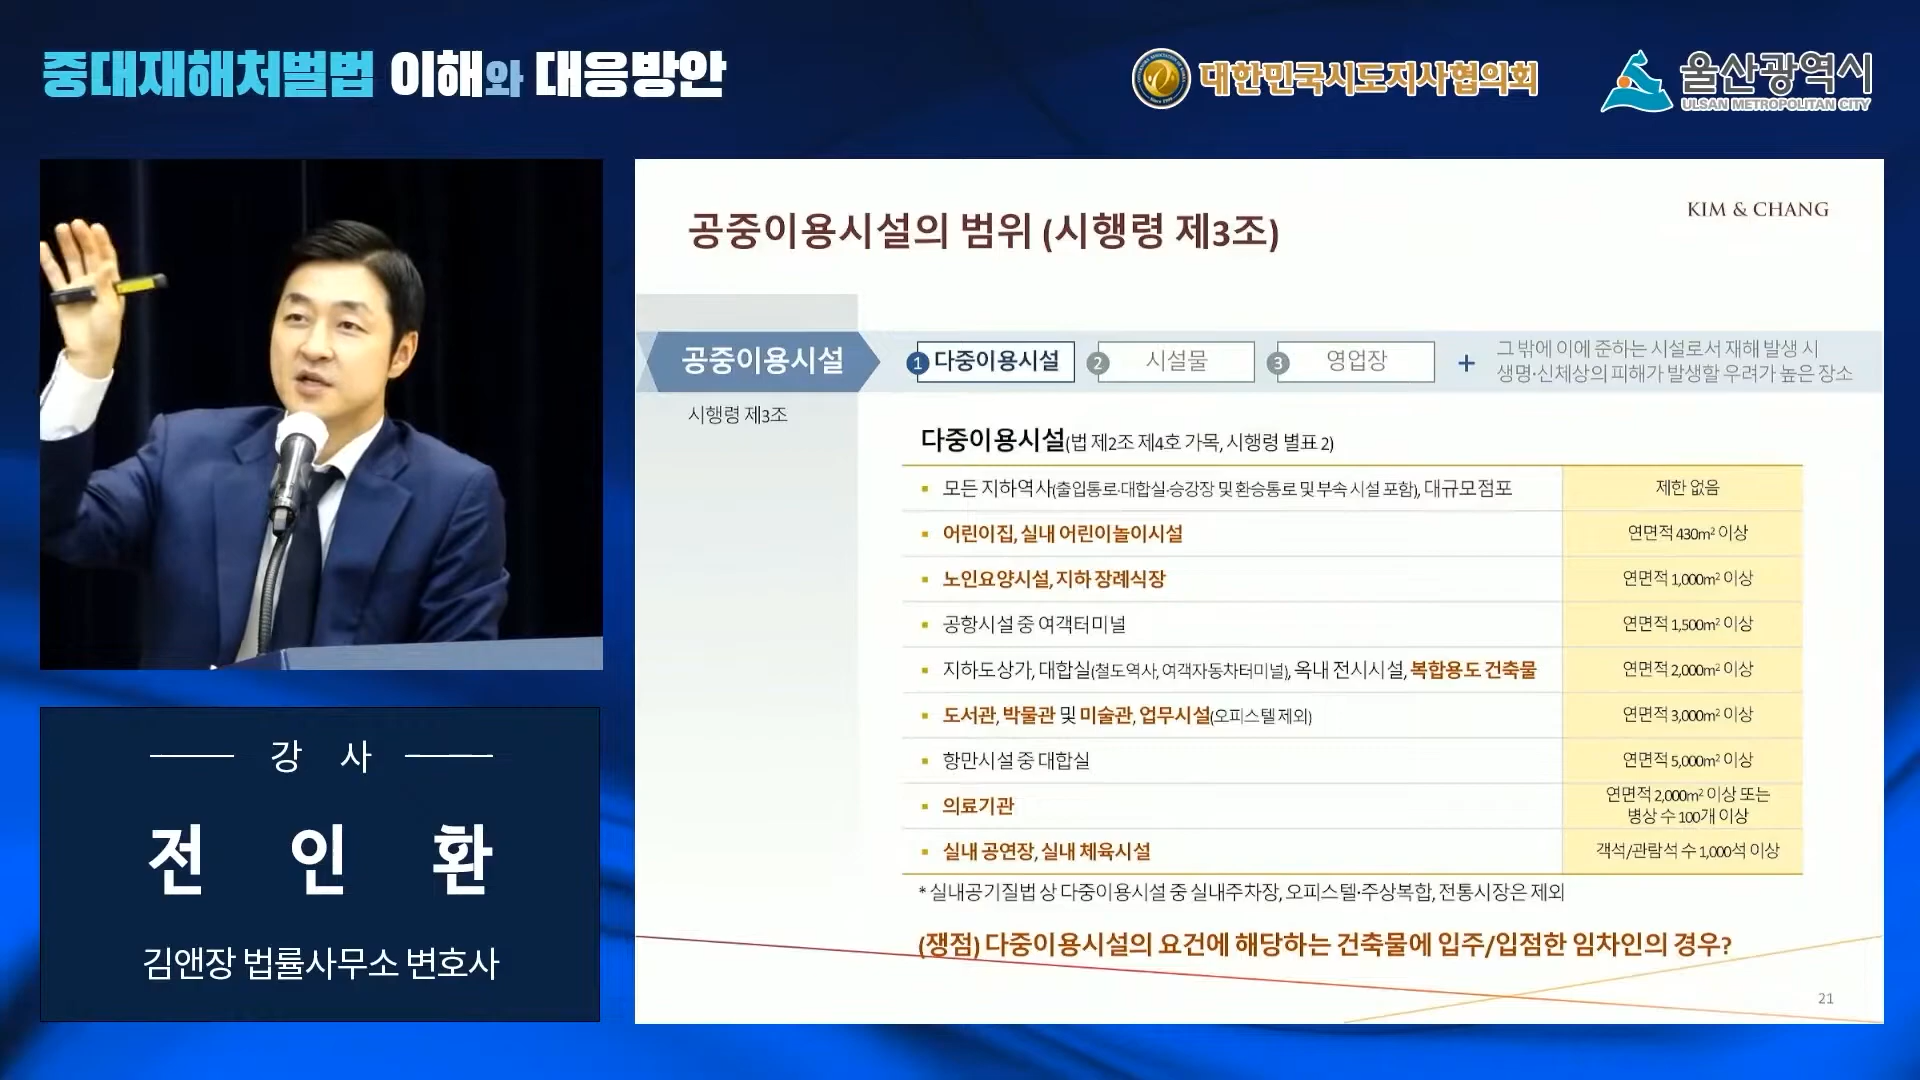 중대재해처벌법 이해와 대응방안
대한민국시도지사협의회
울산광역시
ULSAN METROPOLITAN CITY
KIM & CHANG
공중이용시설의 범위 (시행령 제3조)
공중이용시설
1 다중이용시설
2 시설물
3 영업장
+
그 밖에 이에 준하는 시설로서 재해 발생 시
생명·신체상의 피해가 발생할 우려가 높은 장소
시행령 제3조
다중이용시설(법 제2조 제4호 가목, 시행령 별표 2)
▪ 모든 지하역사(출입통로·대합실·승강장 및 환승통로 및 부속 시설 포함), 대규모점포 제한 없음
▪ 어린이집, 실내 어린이놀이시설 연면적 430m² 이상
▪ 노인요양시설, 지하 장례식장 연면적 1,000m² 이상
▪ 공항시설 중 여객터미널 연면적 1,500m² 이상
▪ 지하도상가, 대합실(철도역사, 여객자동차터미널), 옥내 전시시설, 복합용도 건축물 연면적 2,000m² 이상
▪ 도서관, 박물관 및 미술관, 업무시설(오피스텔 제외) 연면적 3,000m² 이상
▪ 항만시설 중 대합실 연면적 5,000m² 이상
▪ 의료기관 연면적 2,000m² 이상 또는
병상 수 100개 이상
▪ 실내 공연장, 실내 체육시설 객석/관람석 수 1,000석 이상
* 실내공기질법 상 다중이용시설 중 실내주차장, 오피스텔·주상복합, 전통시장은 제외
(쟁점) 다중이용시설의 요건에 해당하는 건축물에 입주/입점한 임차인의 경우?
21
강 사
전 인 환
김앤장 법률사무소 변호사